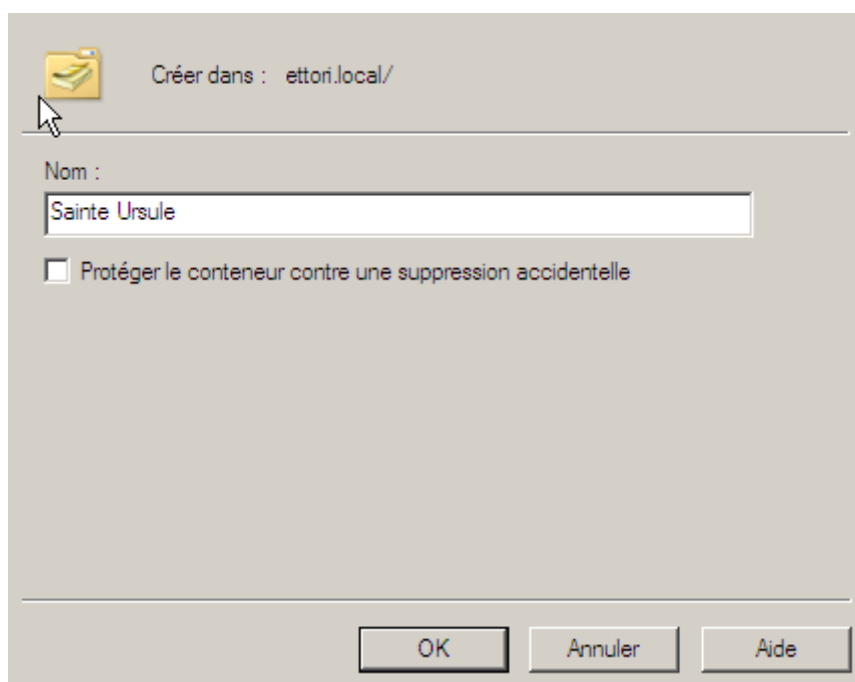 Créer dans : ettori.local/
Nom :
Sainte Ursule
Protéger le conteneur contre une suppression accidentelle
OK Annuler Aide